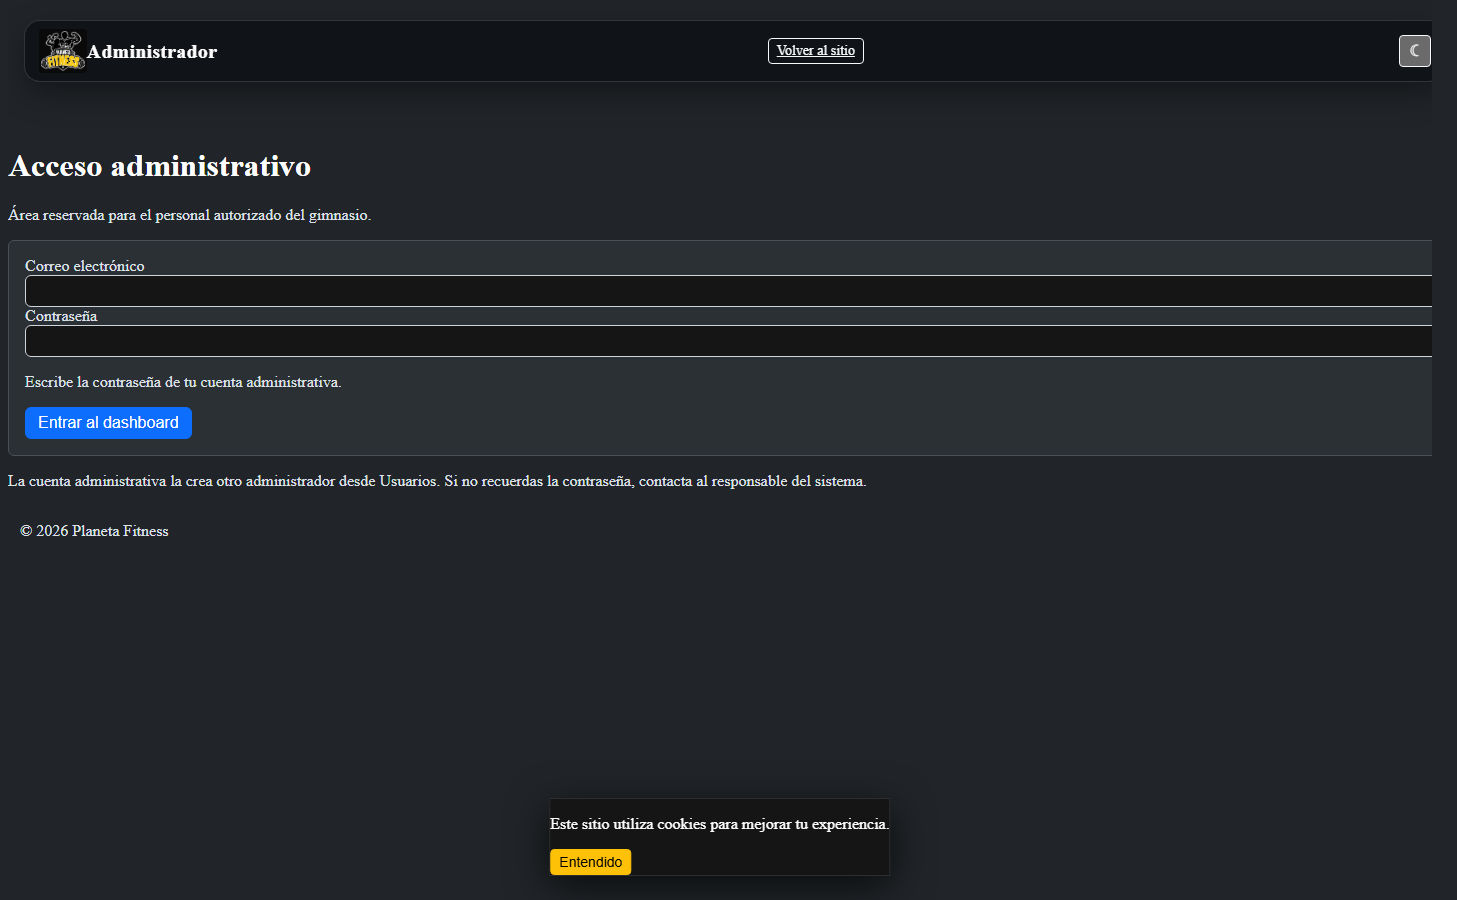 PLANETA
FITNESS
Administrador
Volver al sitio
Acceso administrativo
Área reservada para el personal autorizado del gimnasio.
Correo electrónico
Contraseña
Escribe la contraseña de tu cuenta administrativa.
Entrar al dashboard
La cuenta administrativa la crea otro administrador desde Usuarios. Si no recuerdas la contraseña, contacta al responsable del sistema.
© 2026 Planeta Fitness
Este sitio utiliza cookies para mejorar tu experiencia.
Entendido